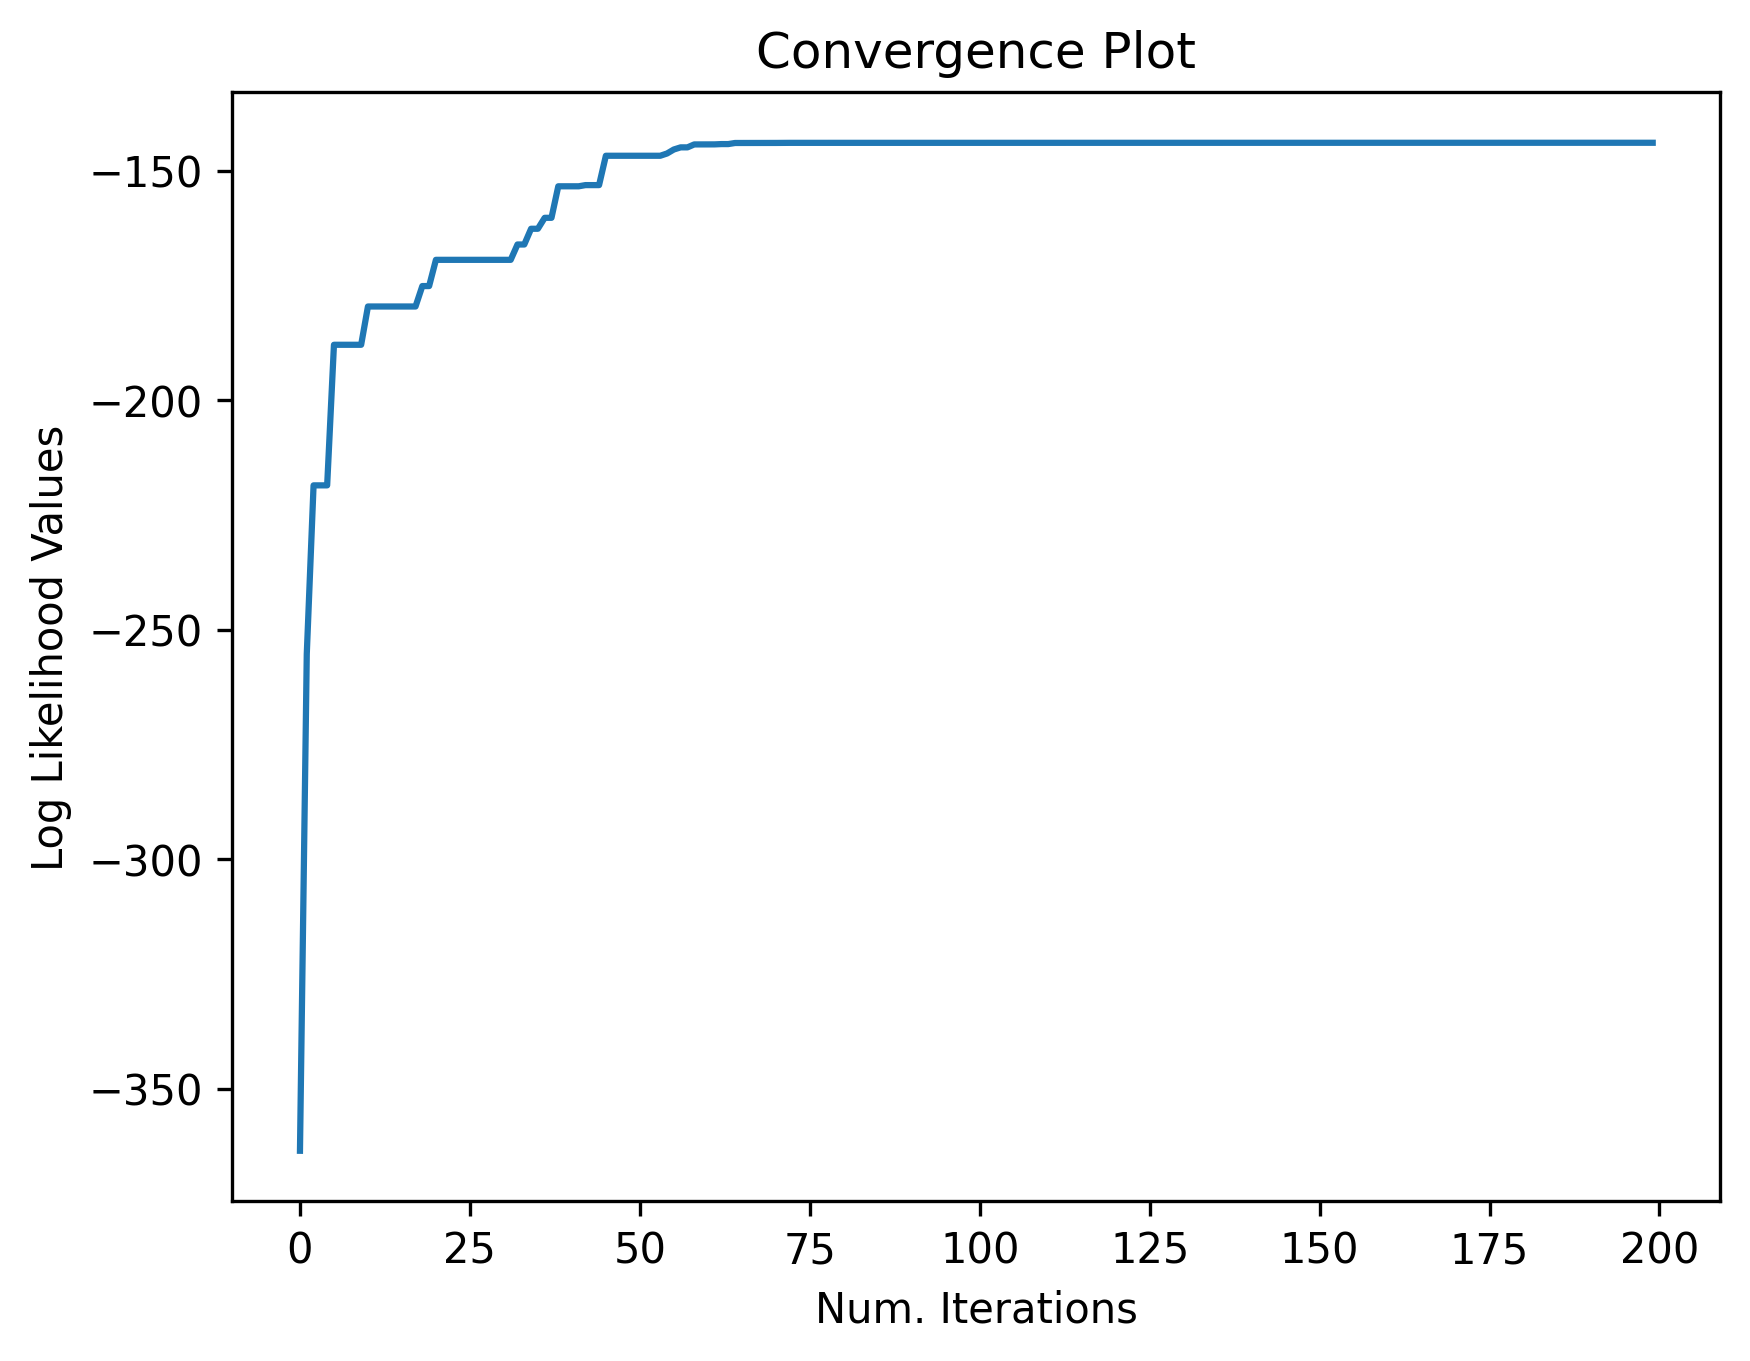 Convergence Plot
−150
−200
−250
−300
−350
Log Likelihood Values
0 25 50 75 100 125 150 175 200
Num. Iterations